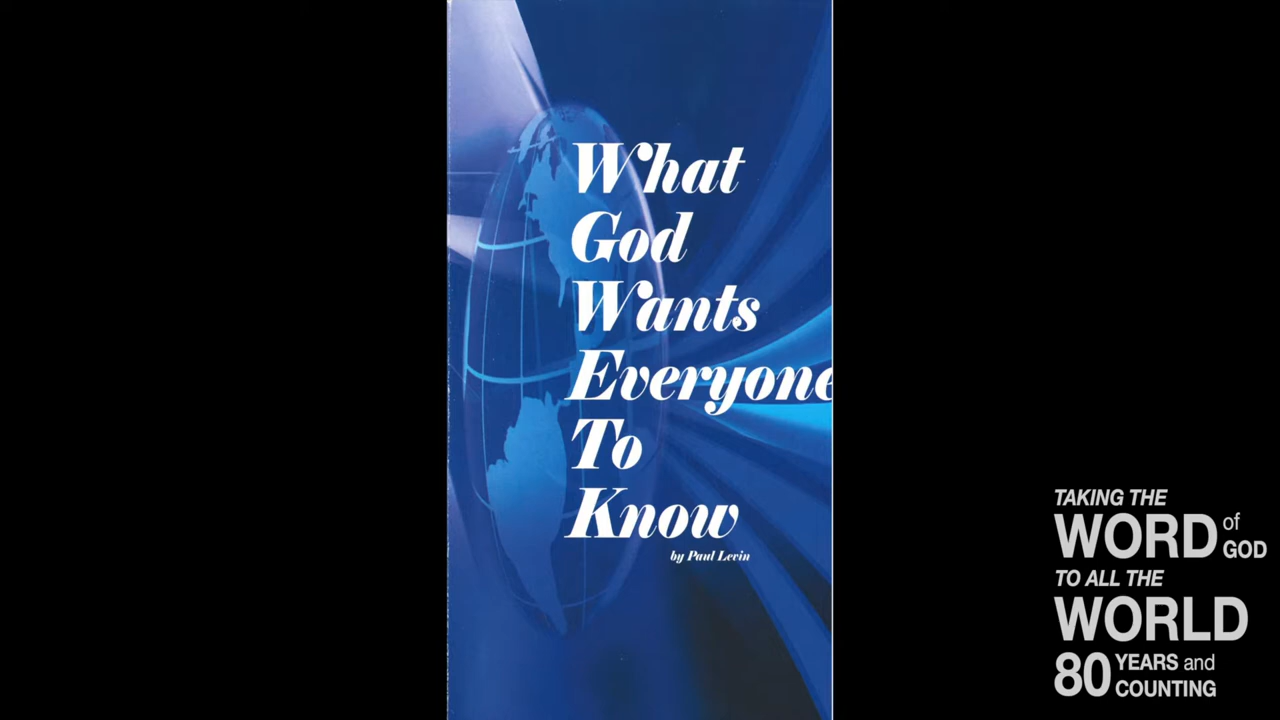 What
God
Wants
Everyone
To
Know
by Paul Levin
TAKING THE
WORD of GOD
TO ALL THE
WORLD
80 YEARS and
COUNTING